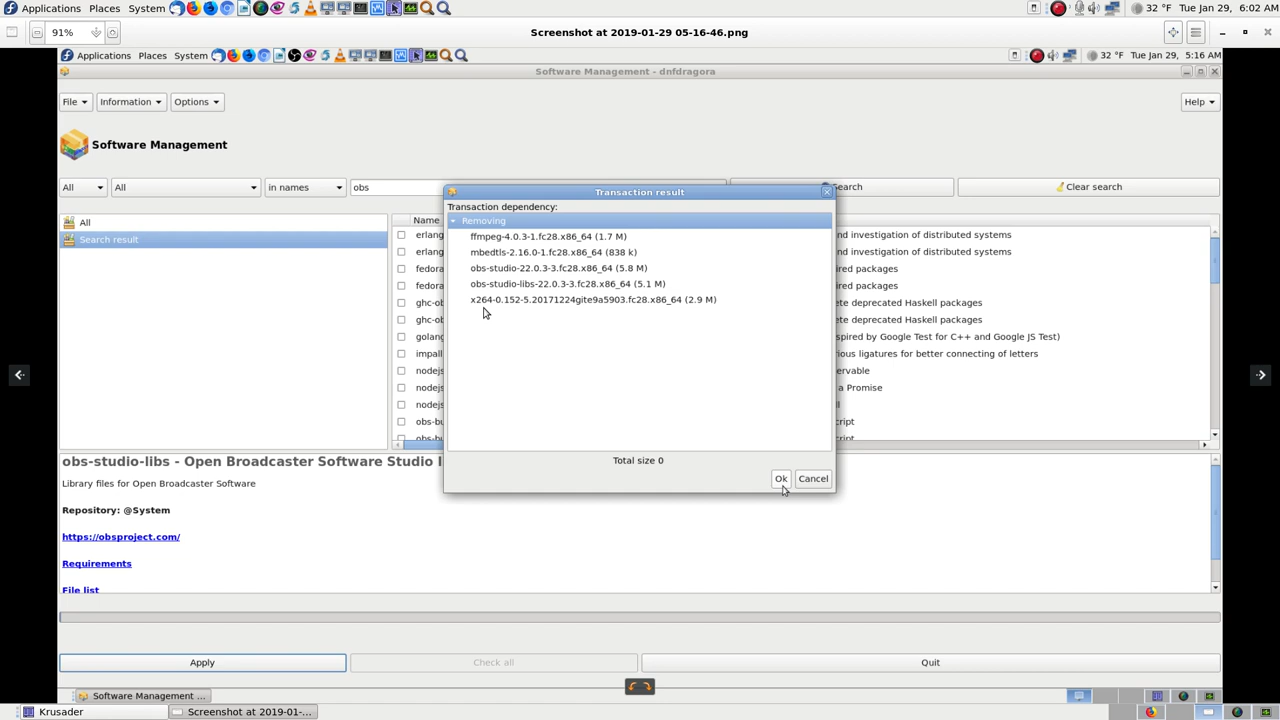 Applications Places System 32 °F Tue Jan 29, 6:02 AM
91% Screenshot at 2019-01-29 05-16-46.png
Applications Places System 32 °F Tue Jan 29, 5:16 AM
Software Management - dnfdragora
File Information Options Help
Software Management
All All in names obs Search Clear search
Transaction result
Transaction dependency:
Removing
ffmpeg-4.0.3-1.fc28.x86_64 (1.7 M)
mbedtls-2.16.0-1.fc28.x86_64 (838 k)
obs-studio-22.0.3-3.fc28.x86_64 (5.8 M)
obs-studio-libs-22.0.3-3.fc28.x86_64 (5.1 M)
x264-0.152-5.20171224gite9a5903.fc28.x86_64 (2.9 M)
Total size 0
Ok Cancel
All
Search result
Name
erlang and investigation of distributed systems
erlang and investigation of distributed systems
fedora ired packages
fedora ired packages
ghc-ob te deprecated Haskell packages
ghc-ob te deprecated Haskell packages
golang spired by Google Test for C++ and Google JS Test)
impall rious ligatures for better connecting of letters
nodejs ervable
nodejs a Promise
nodejs ll
obs-bu cript
obs-bu cript
obs-studio-libs - Open Broadcaster Software Studio l
Library files for Open Broadcaster Software
Repository: @System
https://obsproject.com/
Requirements
File list
Apply Check all Quit
Software Management ...
Krusader Screenshot at 2019-01-...